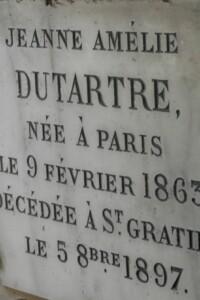 JEANNE AMÉLIE
DUTARTRE,
NÉE À PARIS
LE 9 FÉVRIER 1863
DÉCÉDÉE À ST. GRATI
LE 5 8BRE 1897.